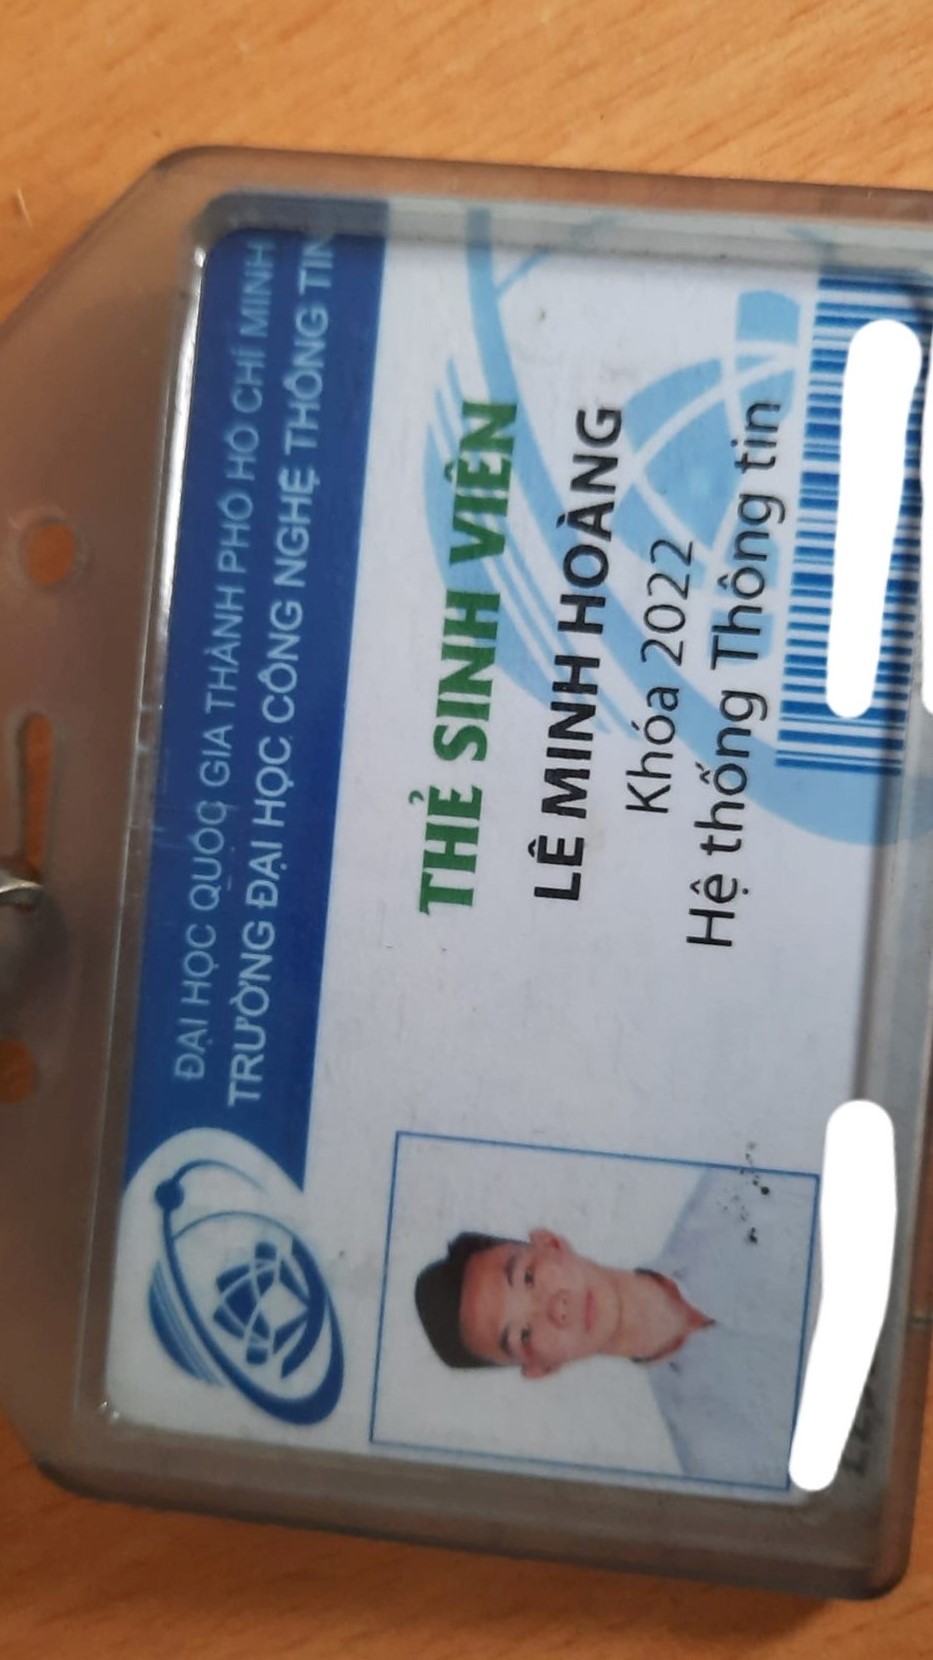 ĐẠI HỌC QUỐC GIA THÀNH PHỐ HỒ CHÍ MINH
TRƯỜNG ĐẠI HỌC CÔNG NGHỆ THÔNG TIN
THẺ SINH VIÊN
LÊ MINH HOÀNG
Khóa 2022
Hệ thống Thông tin